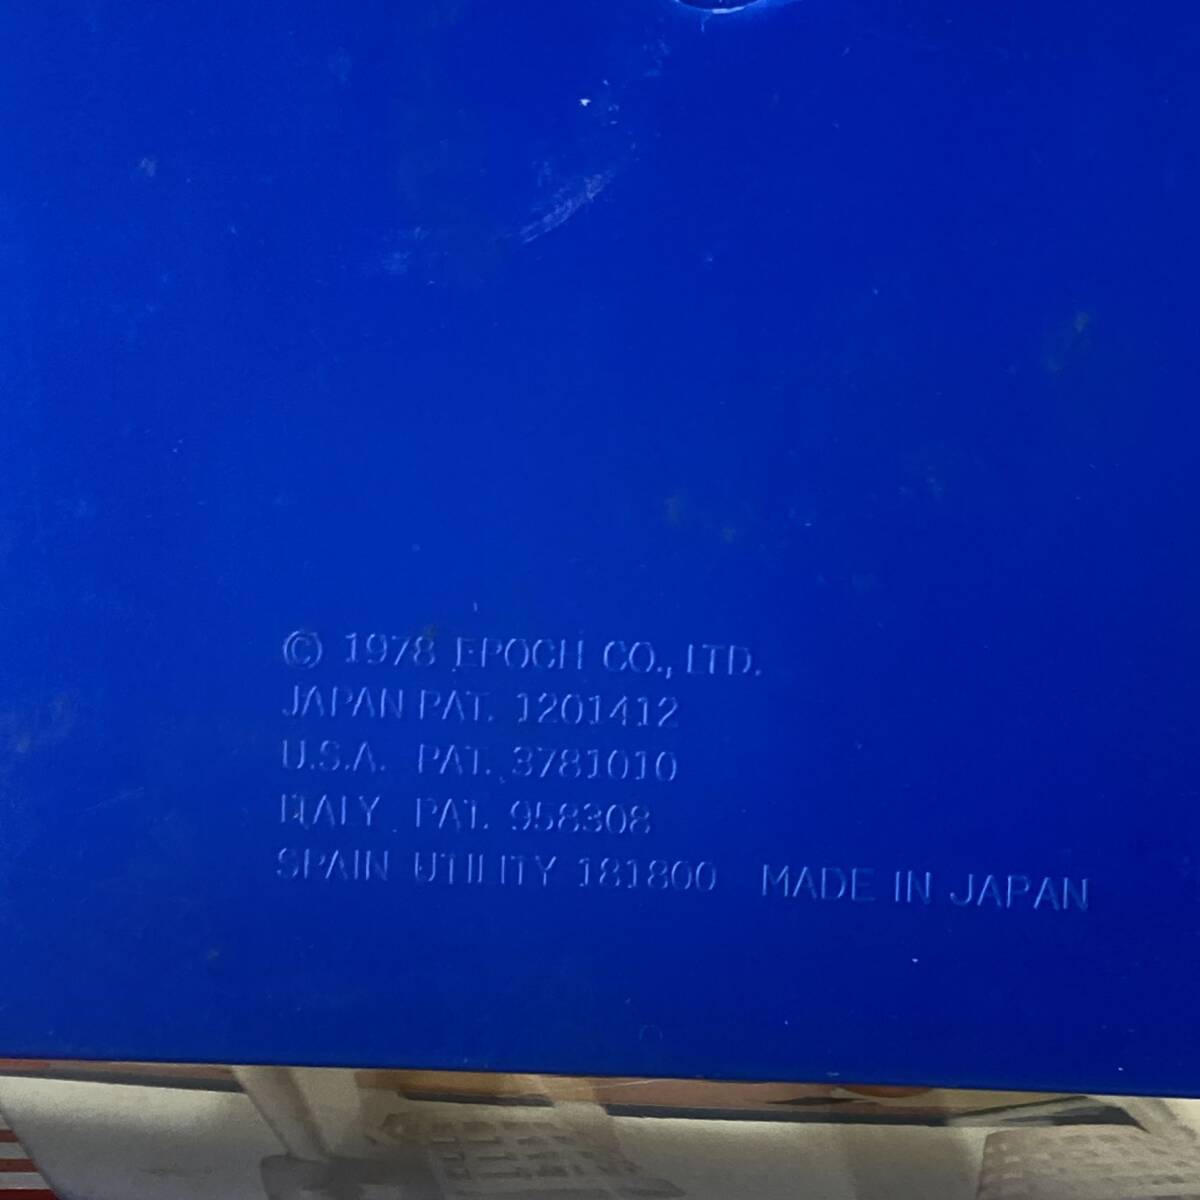 © 1978 EPOCH CO., LTD.
JAPAN PAT. 1201412
U.S.A. PAT. 3781010
ITALY PAT. 958308
SPAIN UTILITY 181800 MADE IN JAPAN